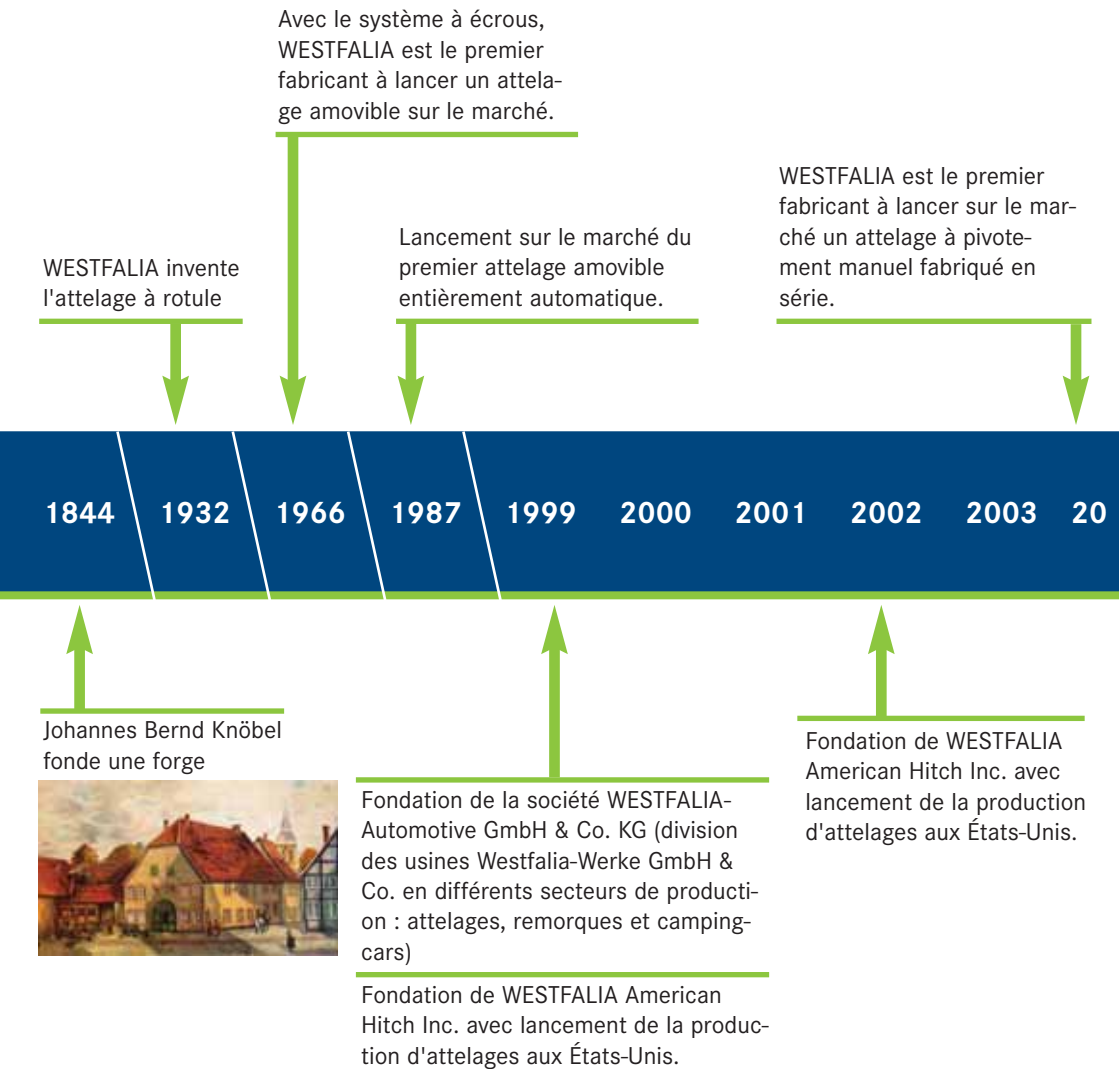 Avec le système à écrous,
WESTFALIA est le premier
fabricant à lancer un attela-
ge amovible sur le marché.
WESTFALIA est le premier
fabricant à lancer sur le mar-
ché un attelage à pivote-
ment manuel fabriqué en
série.
Lancement sur le marché du
premier attelage amovible
entièrement automatique.
WESTFALIA invente
l'attelage à rotule
1844 1932 1966 1987 1999 2000 2001 2002 2003 20
Johannes Bernd Knöbel
fonde une forge
Fondation de la société WESTFALIA-
Automotive GmbH & Co. KG (division
des usines Westfalia-Werke GmbH &
Co. en différents secteurs de producti-
on : attelages, remorques et camping-
cars)
Fondation de WESTFALIA American
Hitch Inc. avec lancement de la produc-
tion d'attelages aux États-Unis.
Fondation de WESTFALIA
American Hitch Inc. avec
lancement de la production
d'attelages aux États-Unis.